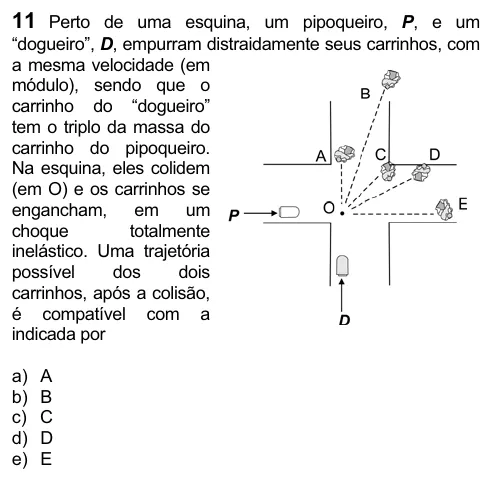 11 Perto de uma esquina, um pipoqueiro, P, e um
“dogueiro”, D, empurram distraidamente seus carrinhos, com
a mesma velocidade (em
módulo), sendo que o
carrinho do “dogueiro”
tem o triplo da massa do
carrinho do pipoqueiro.
Na esquina, eles colidem
(em O) e os carrinhos se
engancham, em um
choque totalmente
inelástico. Uma trajetória
possível dos dois
carrinhos, após a colisão,
é compatível com a
indicada por
B
A
C
D
E
O
P
D
a) A
b) B
c) C
d) D
e) E